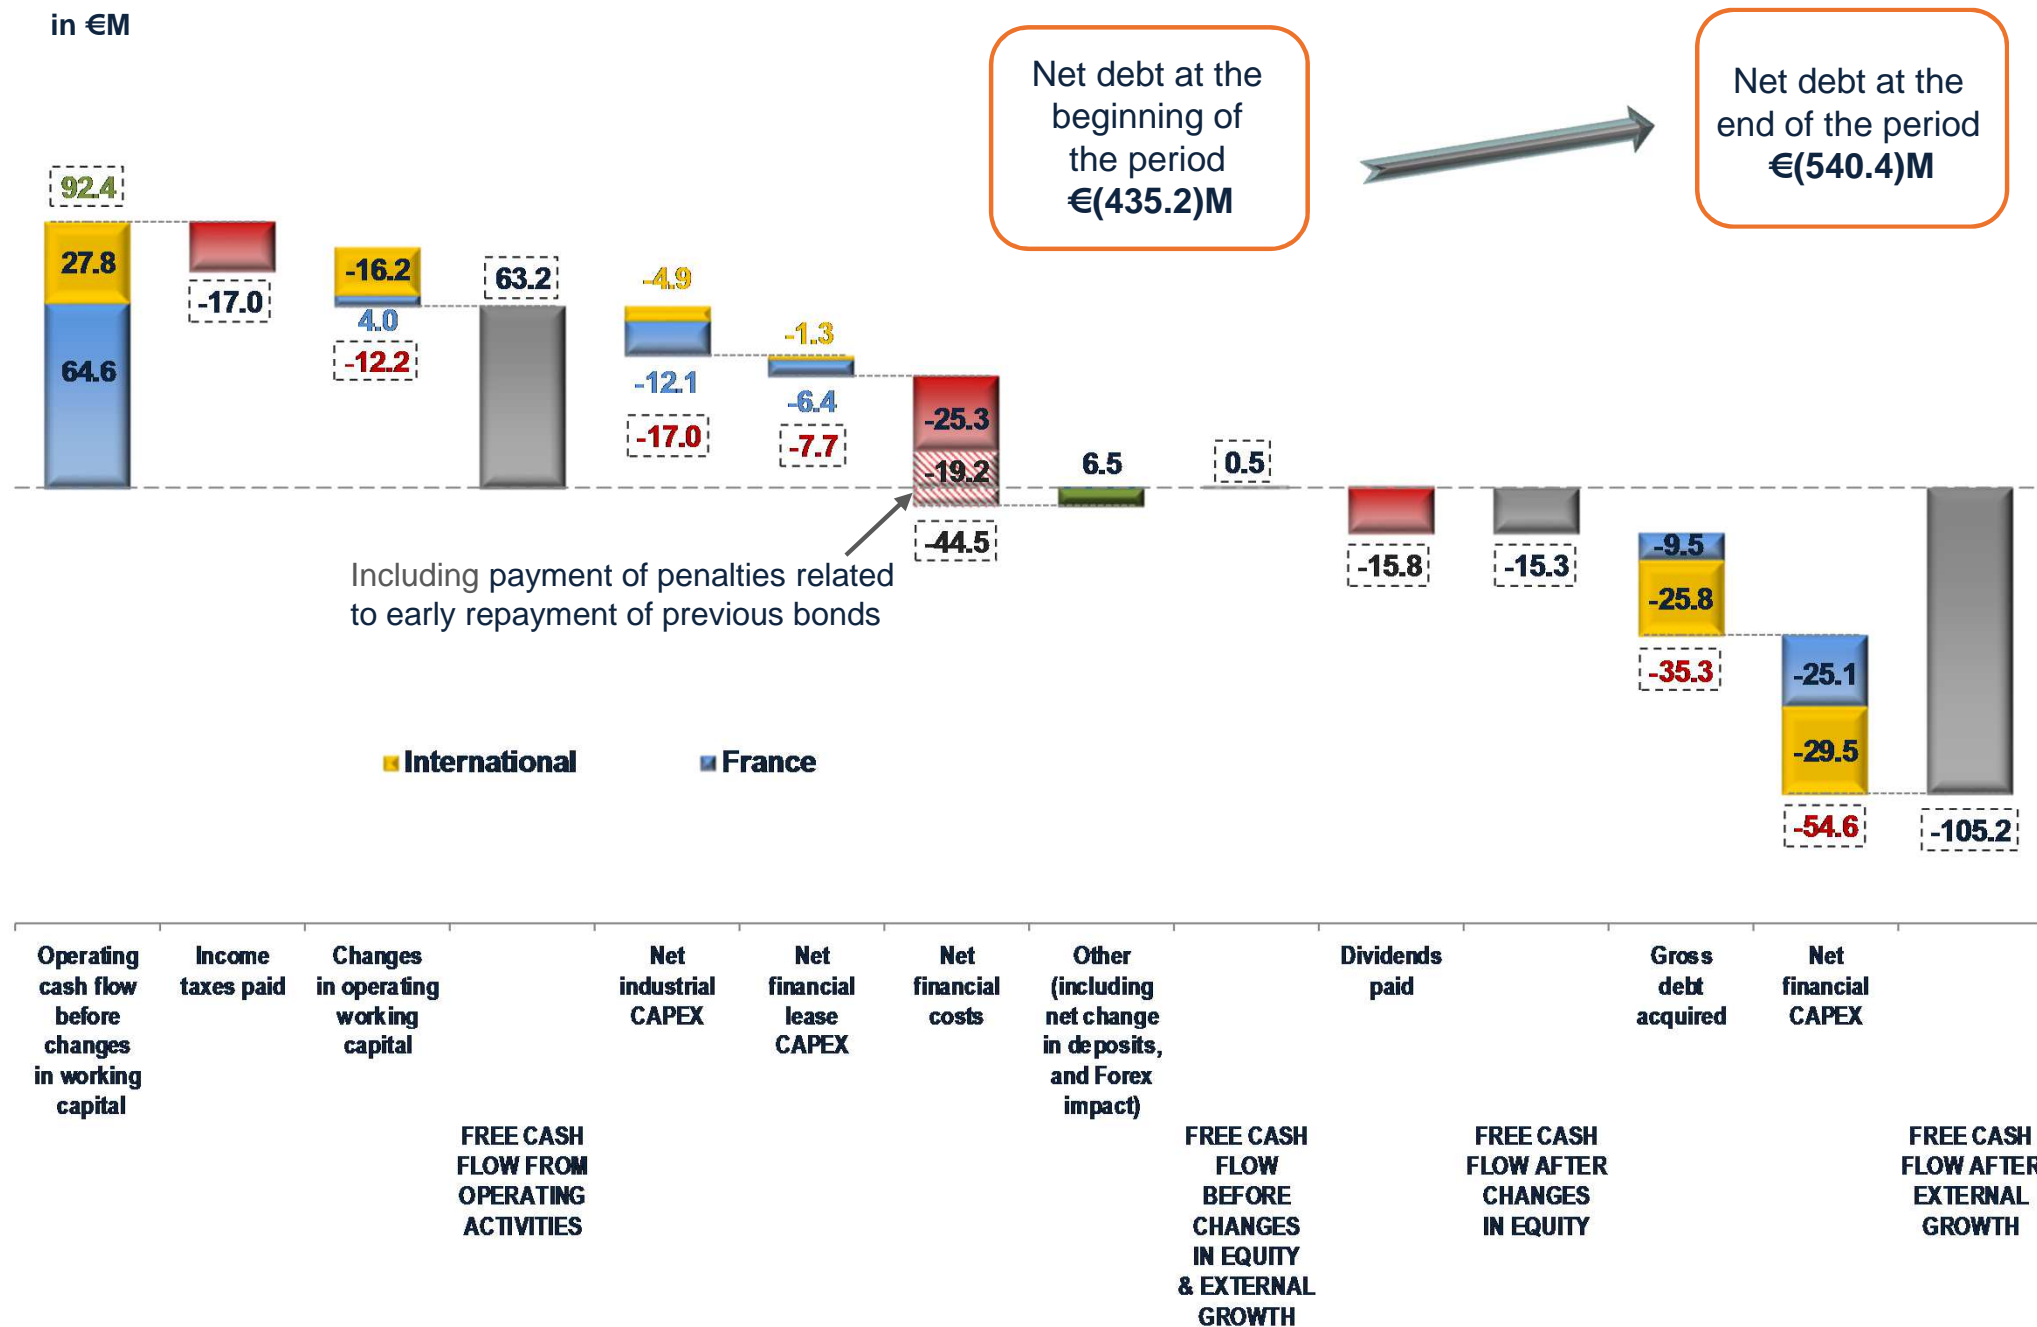 in €M
Net debt at the
beginning of
the period
€(435.2)M
Net debt at the
end of the period
€(540.4)M
92.4
27.8
64.6
-17.0
-16.2
4.0
-12.2
63.2
-4.9
-12.1
-17.0
-1.3
-6.4
-7.7
-25.3
-19.2
-44.5
6.5
0.5
-15.8
-15.3
-9.5
-25.8
-35.3
-25.1
-29.5
-54.6
-105.2
Including payment of penalties related
to early repayment of previous bonds
International
France
Operating
cash flow
before
changes
in working
capital
Income
taxes paid
Changes
in operating
working
capital
FREE CASH
FLOW FROM
OPERATING
ACTIVITIES
Net
industrial
CAPEX
Net
financial
lease
CAPEX
Net
financial
costs
Other
(including
net change
in deposits,
and Forex
impact)
FREE CASH
FLOW
BEFORE
CHANGES
IN EQUITY
& EXTERNAL
GROWTH
Dividends
paid
FREE CASH
FLOW AFTER
CHANGES
IN EQUITY
Gross
debt
acquired
Net
financial
CAPEX
FREE CASH
FLOW AFTER
EXTERNAL
GROWTH